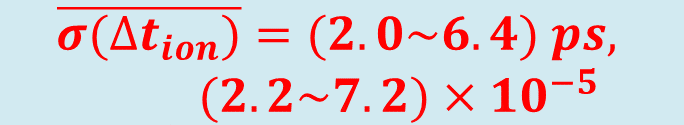 σ(Δt_ion)‾ = (2.0~6.4) ps,
(2.2~7.2) × 10⁻⁵